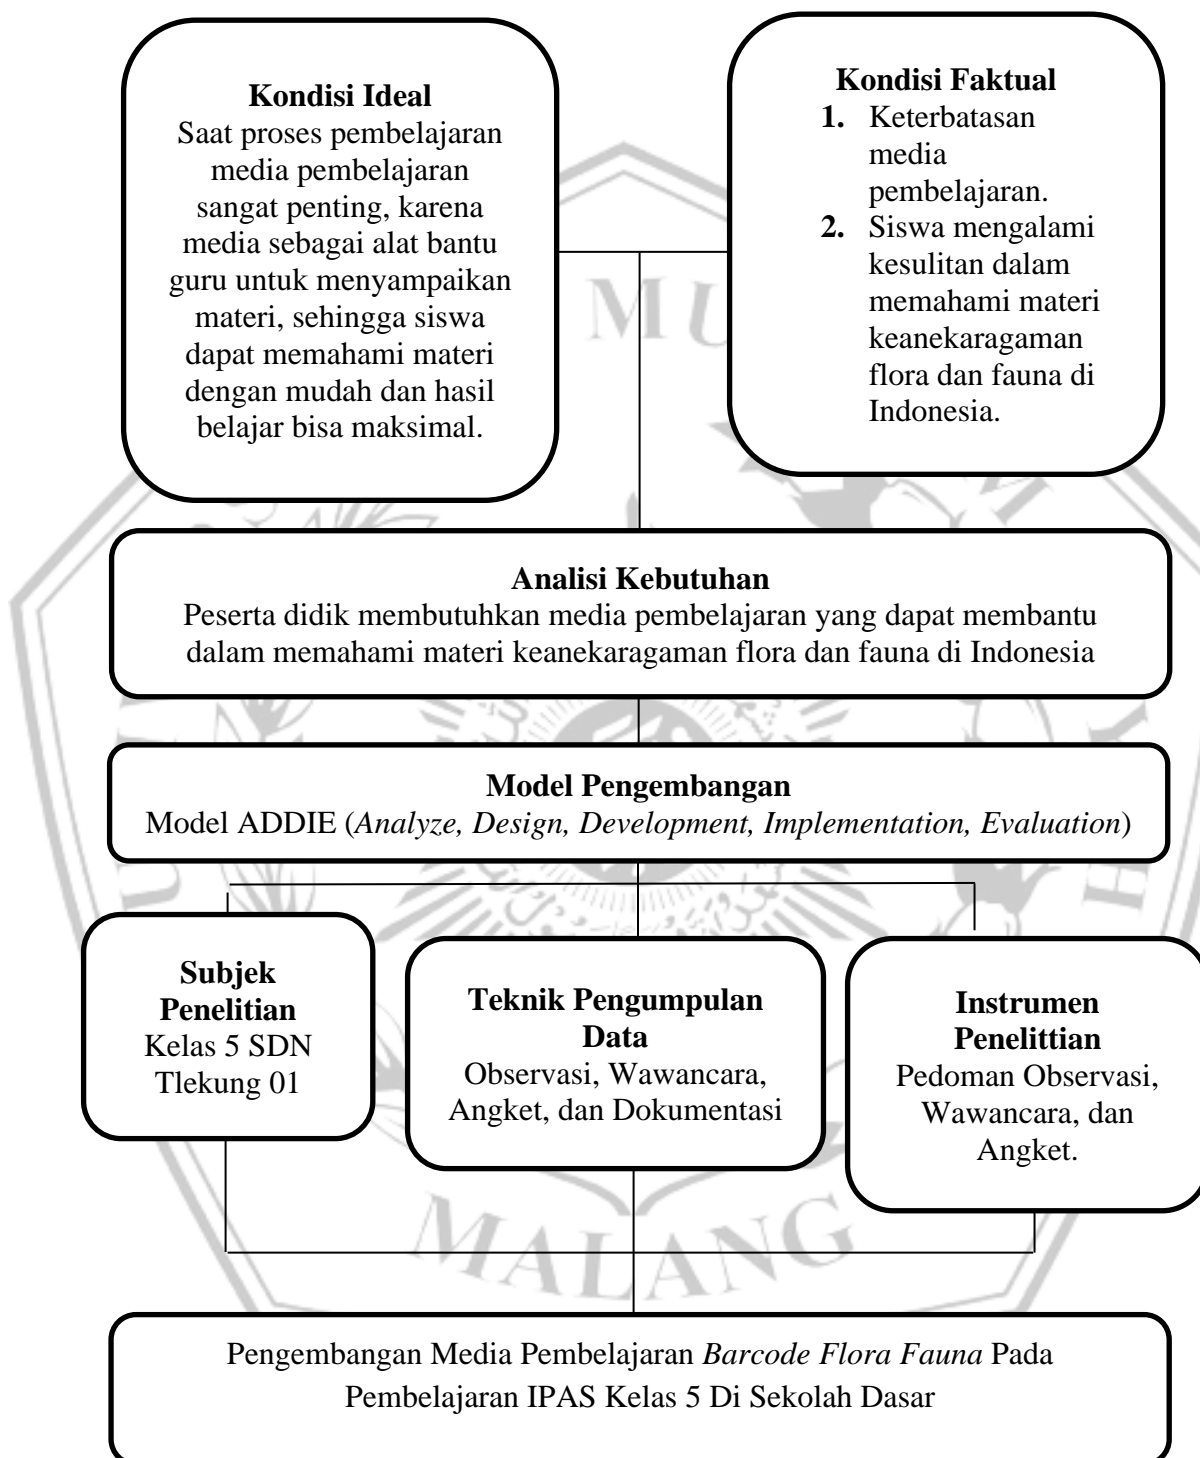 Kondisi Ideal
Saat proses pembelajaran
media pembelajaran
sangat penting, karena
media sebagai alat bantu
guru untuk menyampaikan
materi, sehingga siswa
dapat memahami materi
dengan mudah dan hasil
belajar bisa maksimal.
Kondisi Faktual
1. Keterbatasan
media
pembelajaran.
2. Siswa mengalami
kesulitan dalam
memahami materi
keanekaragaman
flora dan fauna di
Indonesia.
Analisi Kebutuhan
Peserta didik membutuhkan media pembelajaran yang dapat membantu
dalam memahami materi keanekaragaman flora dan fauna di Indonesia
Model Pengembangan
Model ADDIE (Analyze, Design, Development, Implementation, Evaluation)
Subjek
Penelitian
Kelas 5 SDN
Tlekung 01
Teknik Pengumpulan
Data
Observasi, Wawancara,
Angket, dan Dokumentasi
Instrumen
Penelittian
Pedoman Observasi,
Wawancara, dan
Angket.
MALANG
Pengembangan Media Pembelajaran Barcode Flora Fauna Pada
Pembelajaran IPAS Kelas 5 Di Sekolah Dasar